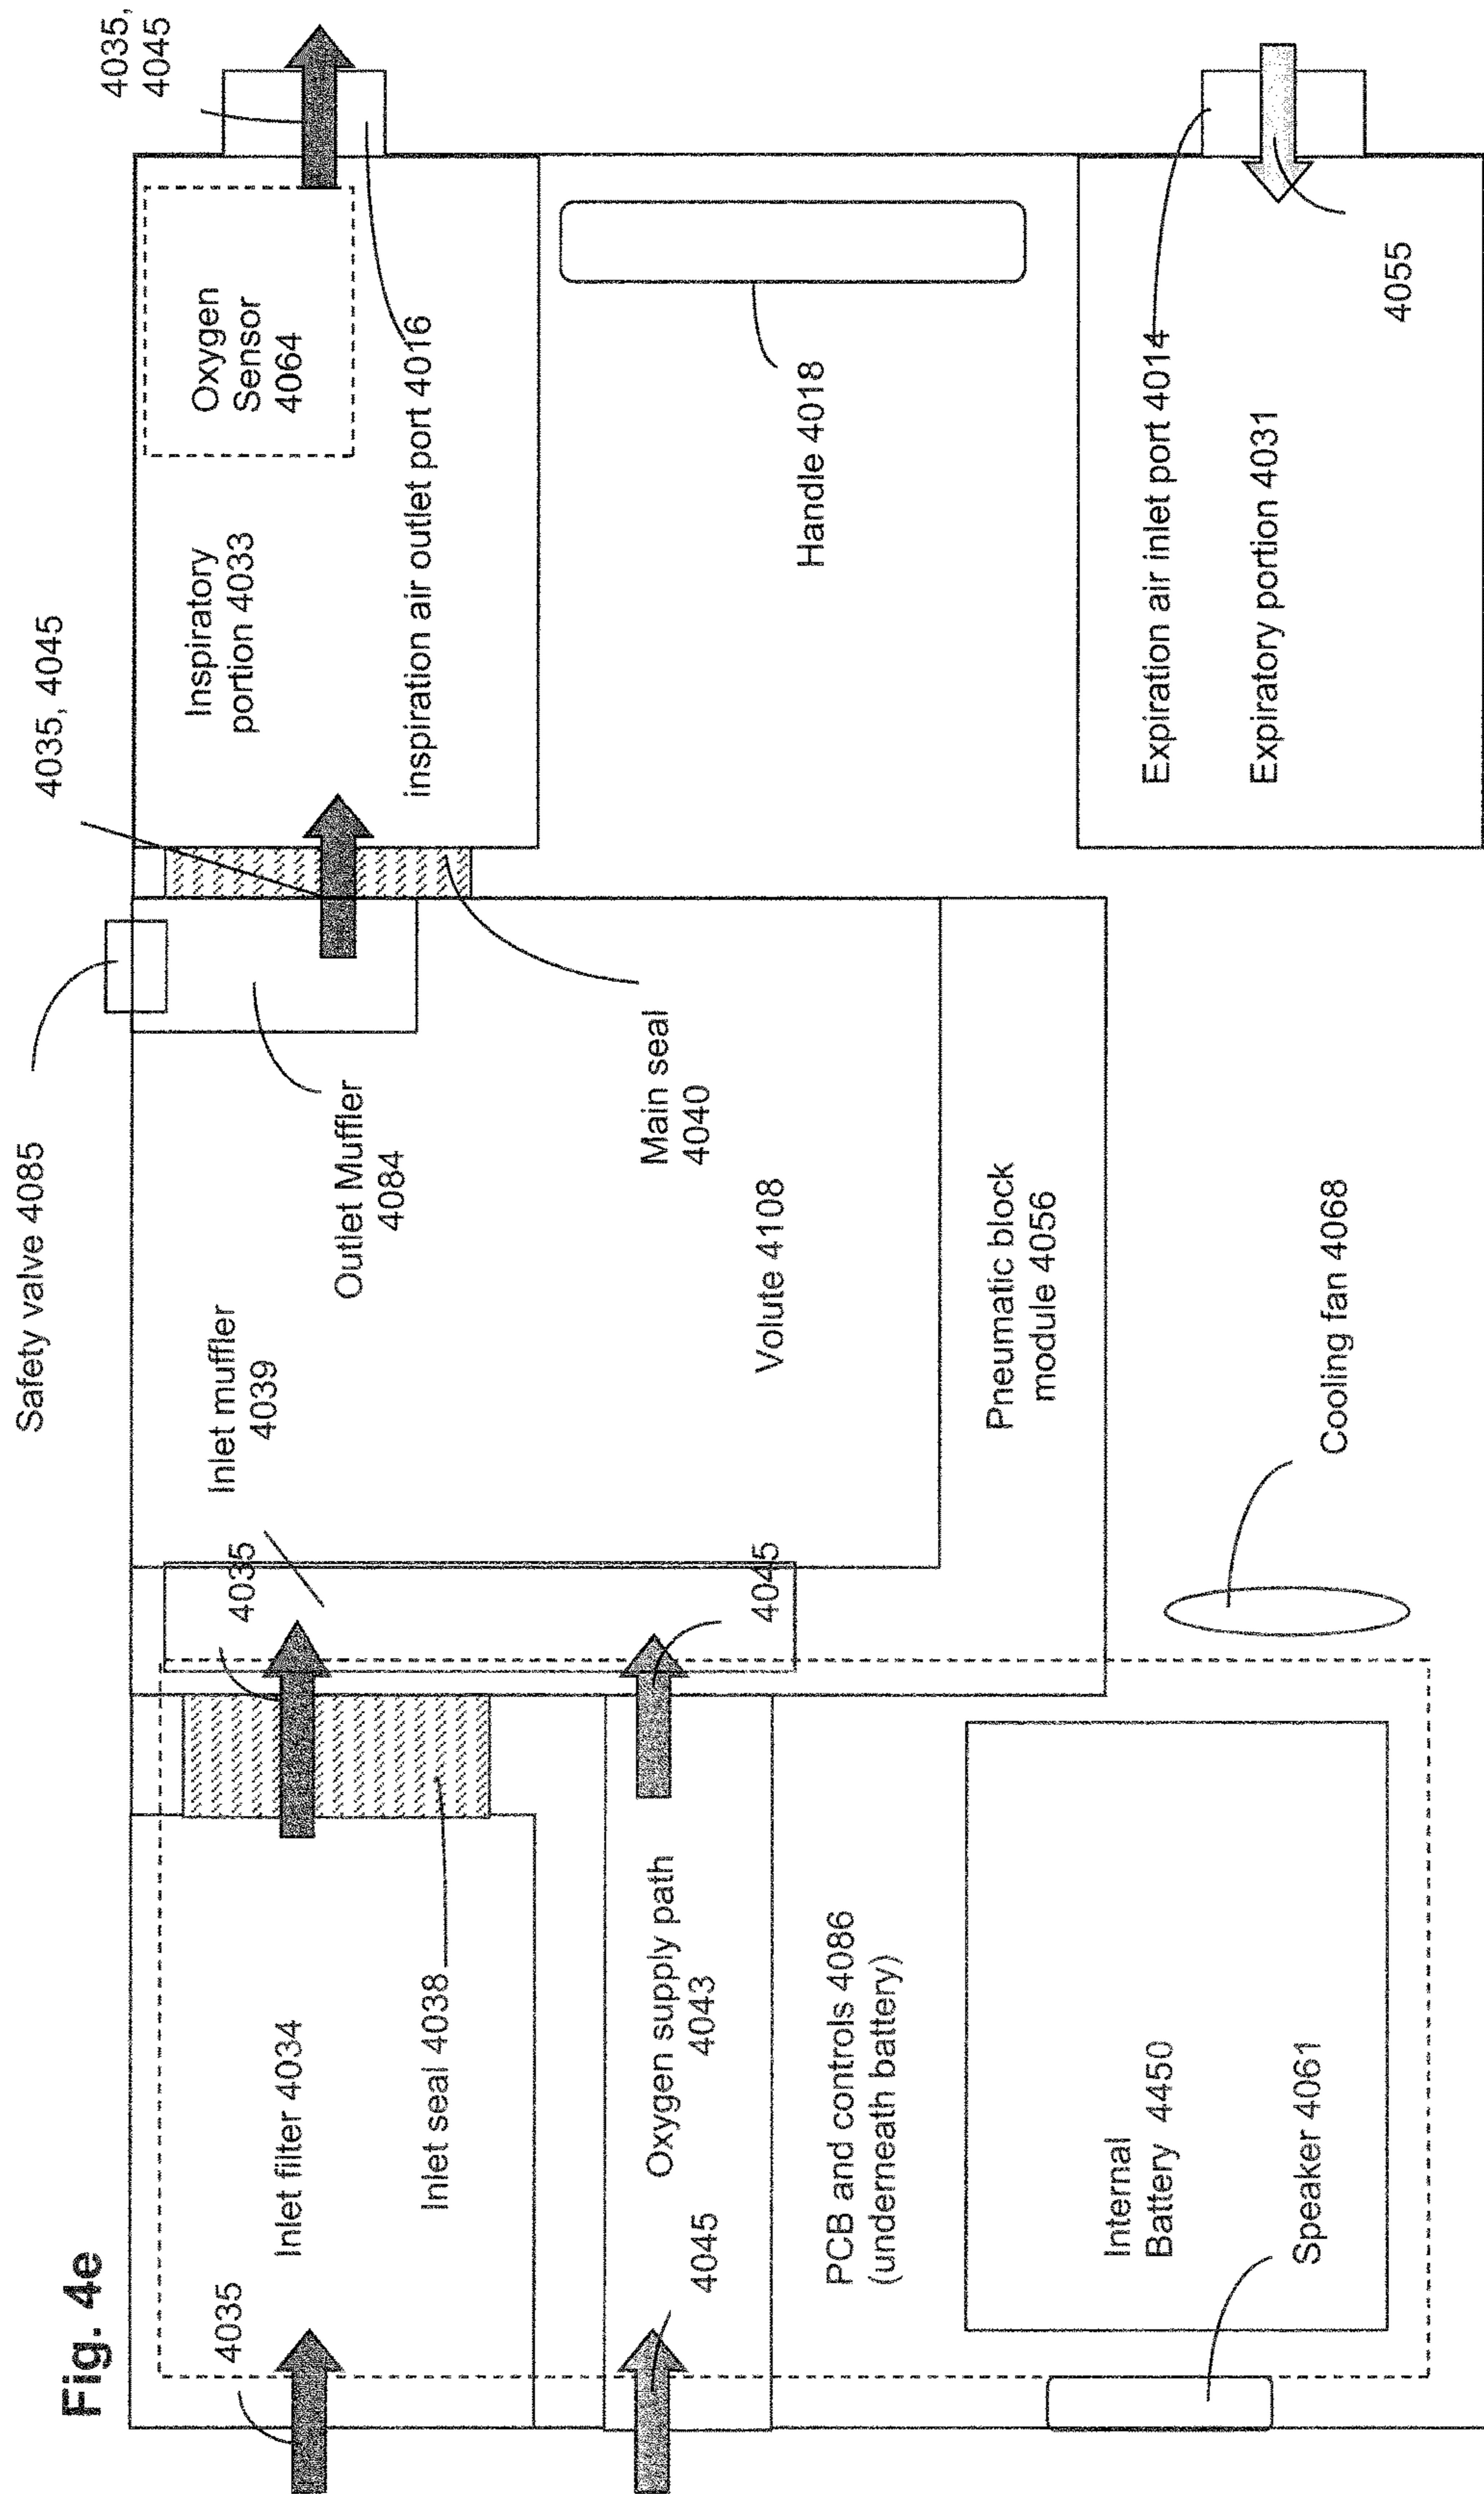 Fig. 4e
Safety valve 4085
4035, 4045
4035,
4045
4035
Inlet filter 4034
Inlet seal 4038
4035
Inlet muffler
4039
Outlet Muffler
4084
Inspiratory
portion 4033
Oxygen
Sensor
4064
inspiration air outlet port 4016
4045
Oxygen supply path
4043
4045
Main seal
4040
Volute 4108
Handle 4018
PCB and controls 4086
(underneath battery)
Pneumatic block
module 4056
Internal
Battery 4450
Speaker 4061
Cooling fan 4068
Expiration air inlet port 4014
Expiratory portion 4031
4055